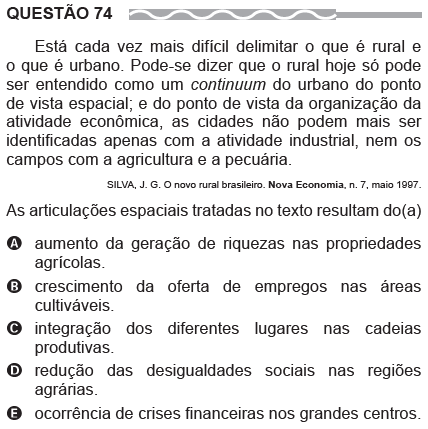 QUESTÃO 74
Está cada vez mais difícil delimitar o que é rural e
o que é urbano. Pode-se dizer que o rural hoje só pode
ser entendido como um continuum do urbano do ponto
de vista espacial; e do ponto de vista da organização da
atividade econômica, as cidades não podem mais ser
identificadas apenas com a atividade industrial, nem os
campos com a agricultura e a pecuária.
SILVA, J. G. O novo rural brasileiro. Nova Economia, n. 7, maio 1997.
As articulações espaciais tratadas no texto resultam do(a)
A aumento da geração de riquezas nas propriedades
agrícolas.
B crescimento da oferta de empregos nas áreas
cultiváveis.
C integração dos diferentes lugares nas cadeias
produtivas.
D redução das desigualdades sociais nas regiões
agrárias.
E ocorrência de crises financeiras nos grandes centros.